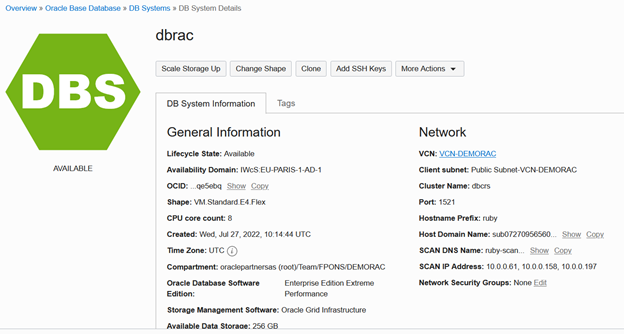 Overview » Oracle Base Database » DB Systems » DB System Details
dbrac
Scale Storage Up Change Shape Clone Add SSH Keys More Actions
DBS
AVAILABLE
DB System Information Tags
General Information
Lifecycle State: Available
Availability Domain: IWcS:EU-PARIS-1-AD-1
OCID: ...qe5ebq Show Copy
Shape: VM.Standard.E4.Flex
CPU core count: 8
Created: Wed, Jul 27, 2022, 10:14:44 UTC
Time Zone: UTC i
Compartment: oraclepartnersas (root)/Team/FPONS/DEMORAC
Oracle Database Software Edition: Enterprise Edition Extreme Performance
Storage Management Software: Oracle Grid Infrastructure
Available Data Storage: 256 GB
Network
VCN: VCN-DEMORAC
Client subnet: Public Subnet-VCN-DEMORAC
Cluster Name: dbcrs
Port: 1521
Hostname Prefix: ruby
Host Domain Name: sub07270956560... Show Copy
SCAN DNS Name: ruby-scan... Show Copy
SCAN IP Address: 10.0.0.61, 10.0.0.158, 10.0.0.197
Network Security Groups: None Edit